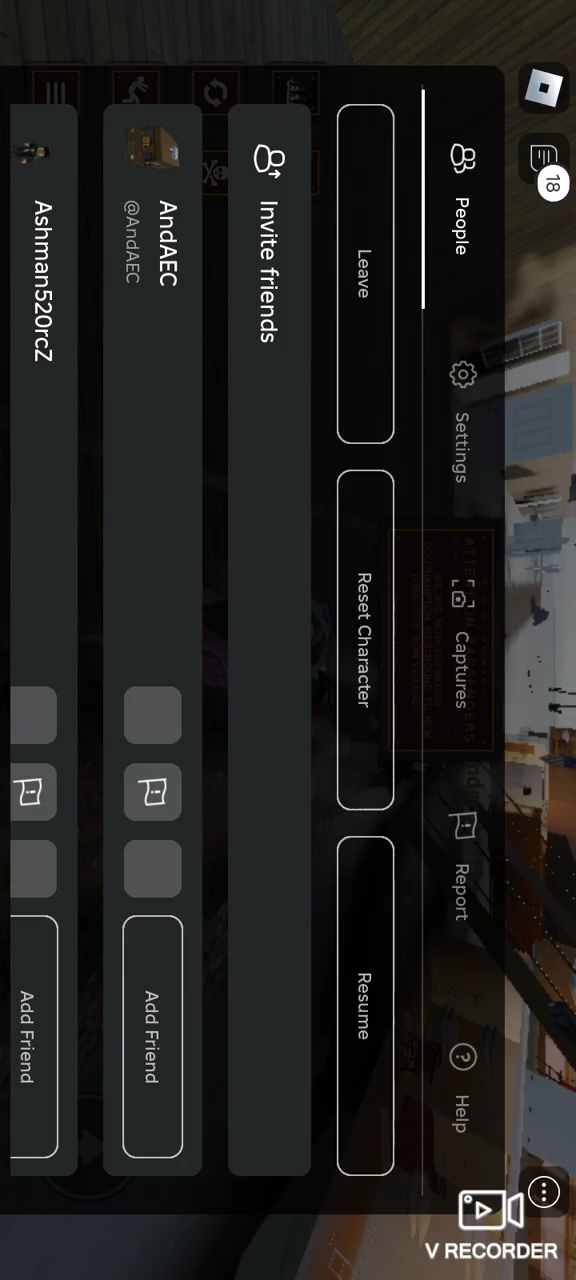 18
People
Settings
Captures
Report
Help
Leave
Reset Character
Resume
Invite friends
AndAEC
@AndAEC
Add Friend
Ashman520rcZ
Add Friend
V RECORDER